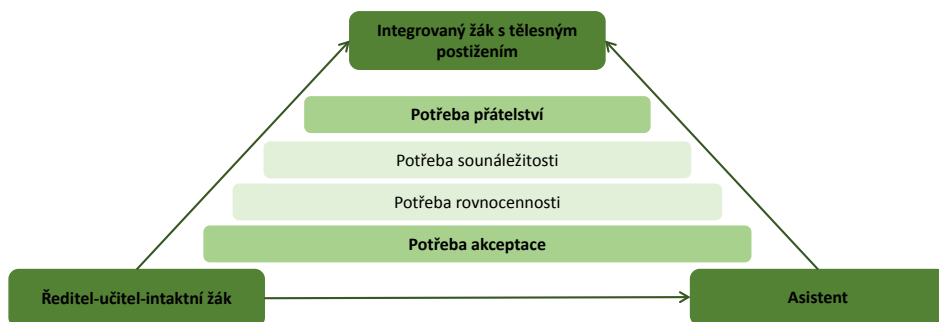 Integrovaný žák s tělesným
postižením
Potřeba přátelství
Potřeba sounáležitosti
Potřeba rovnocennosti
Potřeba akceptace
Ředitel-učitel-intaktní žák
Asistent